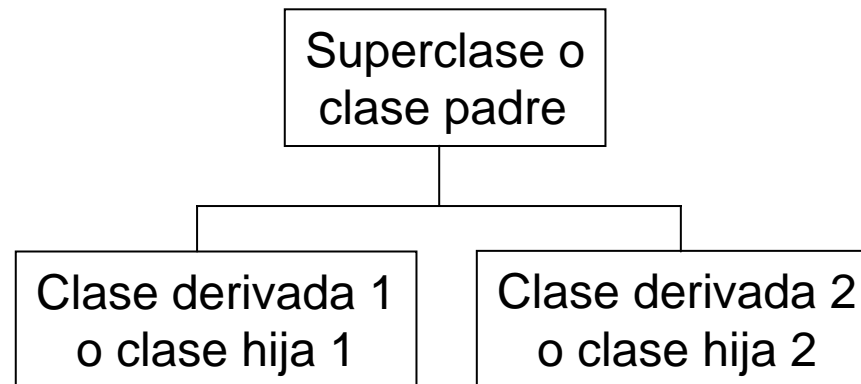 Superclase o
clase padre
Clase derivada 1
o clase hija 1
Clase derivada 2
o clase hija 2